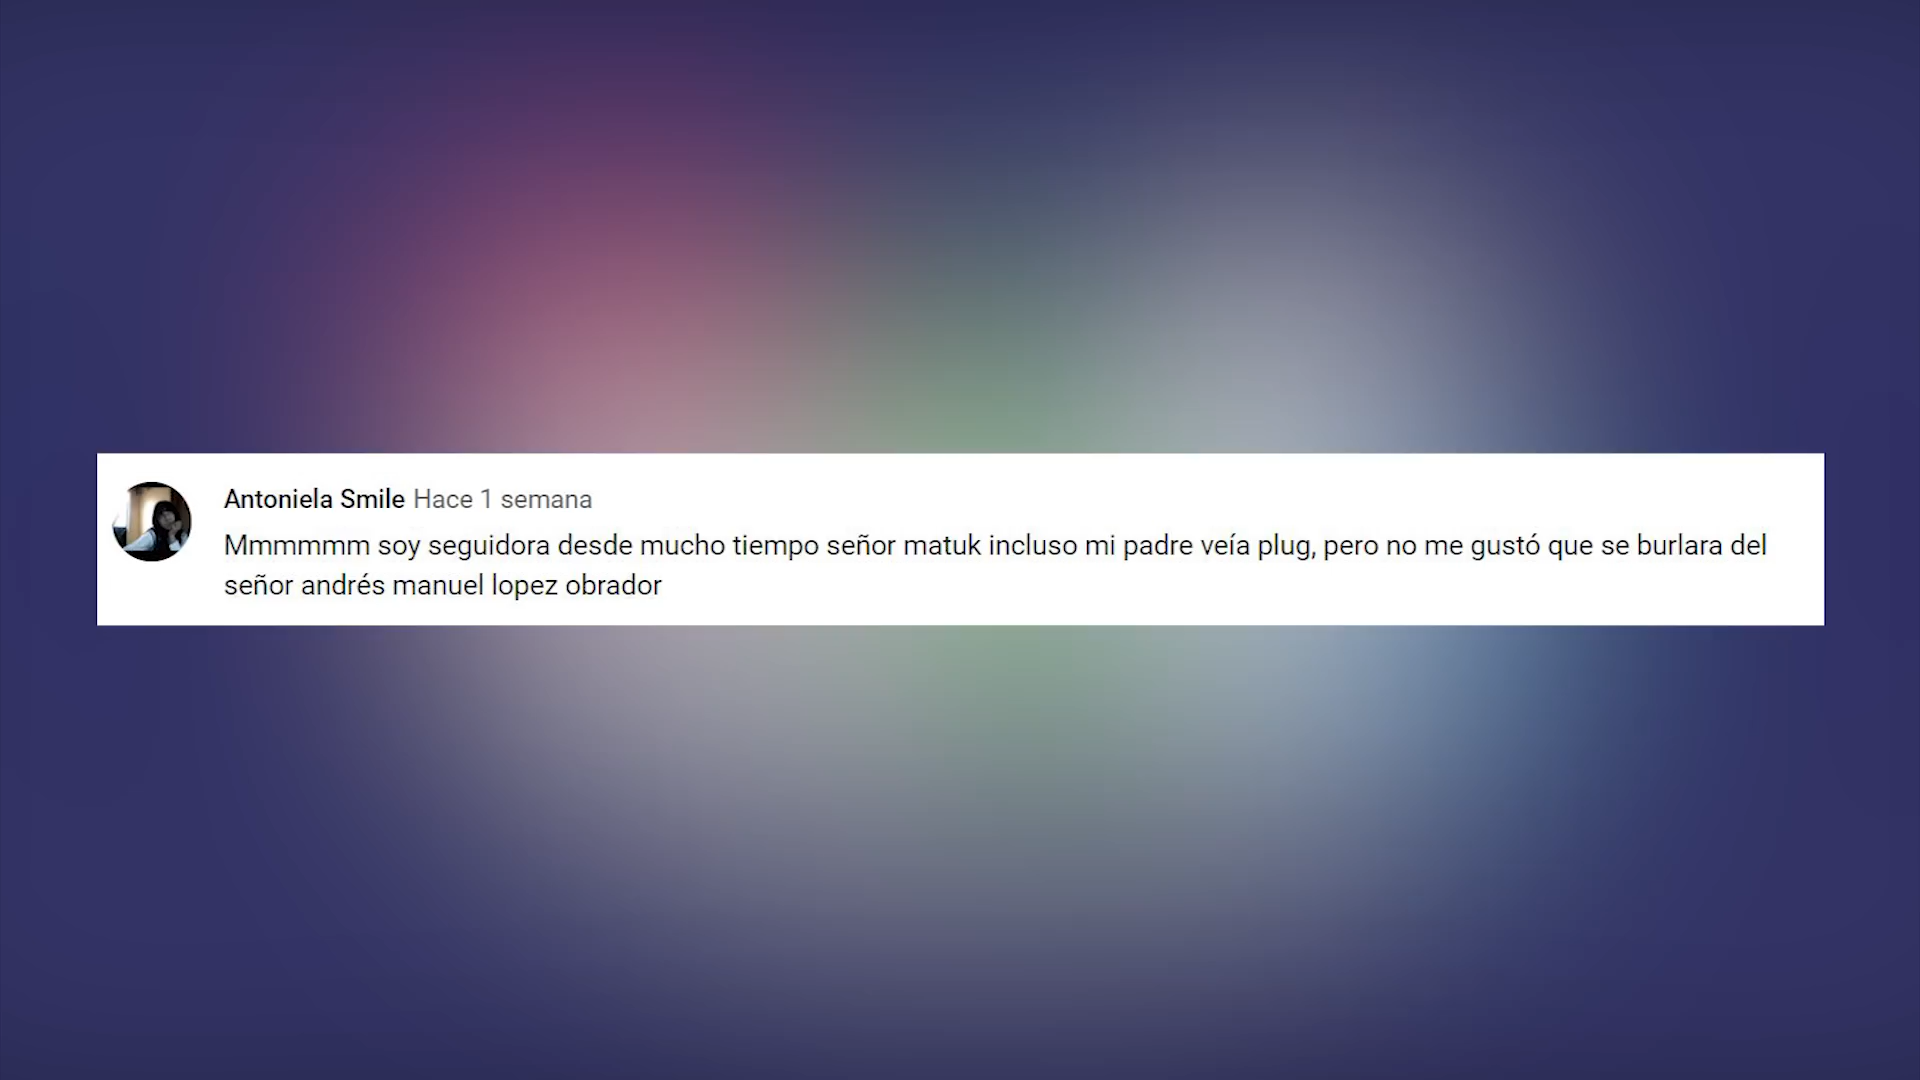 Antoniela Smile Hace 1 semana
Mmmmmm soy seguidora desde mucho tiempo señor matuk incluso mi padre veía plug, pero no me gustó que se burlara del
señor andrés manuel lopez obrador